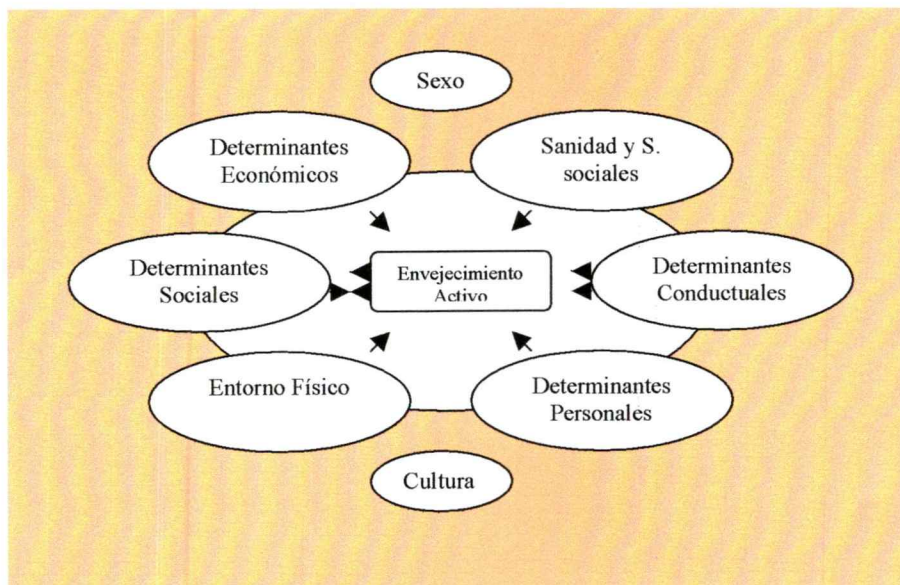 Sexo
Determinantes
Económicos
Sanidad y S.
sociales
Determinantes
Sociales
Envejecimiento
Activo
Determinantes
Conductuales
Entorno Físico
Determinantes
Personales
Cultura